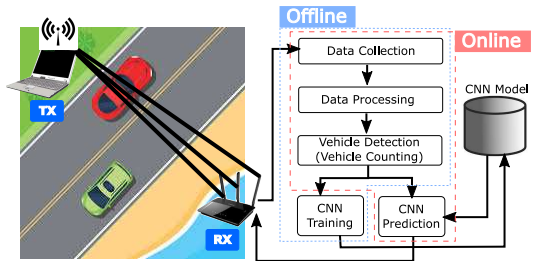 Offline
Online
Data Collection
Data Processing
Vehicle Detection
(Vehicle Counting)
CNN
Training
CNN
Prediction
CNN Model
TX
RX